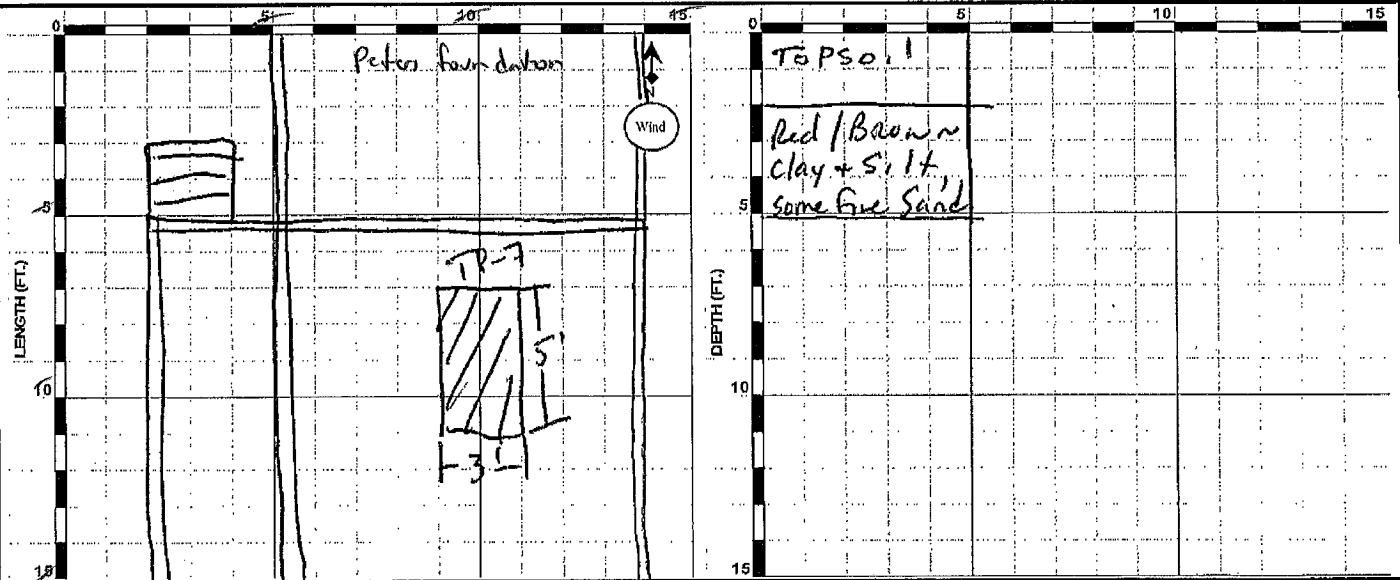 0 5 10 15
Peters foundation
N
Wind
5
LENGTH (FT.)
TP-7
5'
10
3'
15
0 5 10 15
Topsoil
Red / Brown
Clay + Silt,
some fine Sand
5
DEPTH (FT.)
10
15